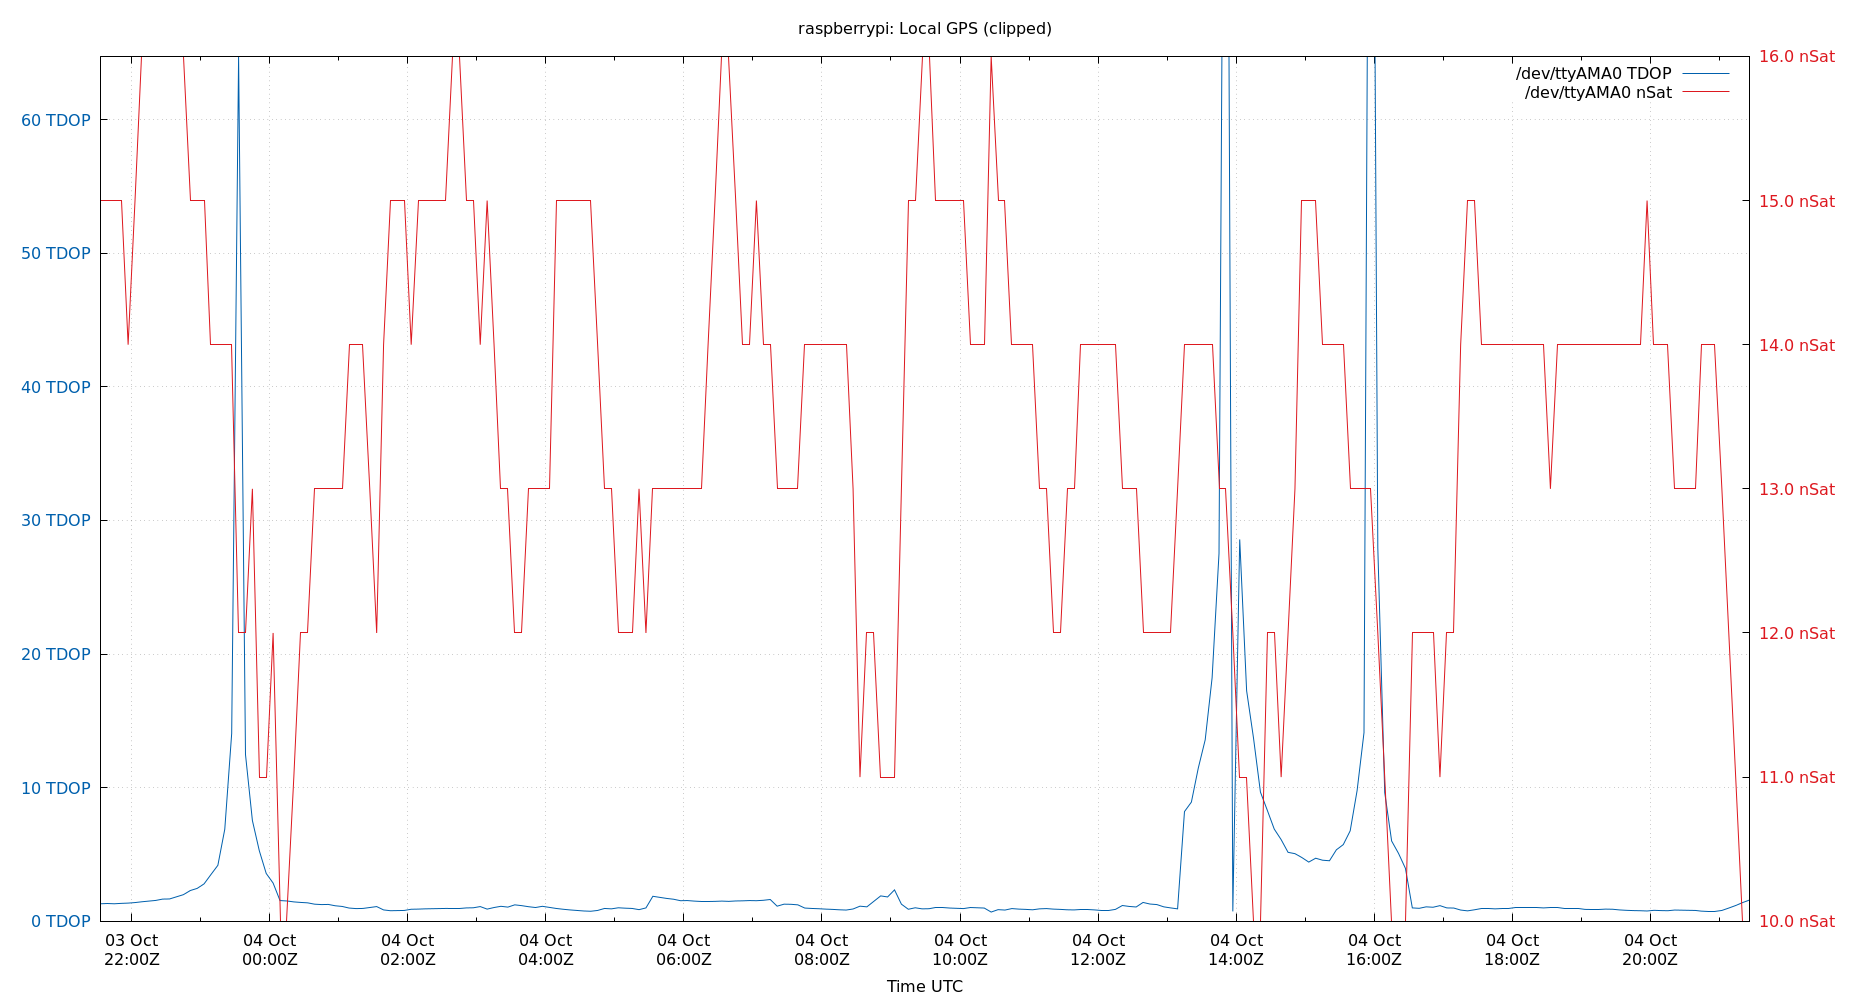 raspberrypi: Local GPS (clipped)
/dev/ttyAMA0 TDOP
/dev/ttyAMA0 nSat
60 TDOP
50 TDOP
40 TDOP
30 TDOP
20 TDOP
10 TDOP
0 TDOP
16.0 nSat
15.0 nSat
14.0 nSat
13.0 nSat
12.0 nSat
11.0 nSat
10.0 nSat
03 Oct
22:00Z
04 Oct
00:00Z
04 Oct
02:00Z
04 Oct
04:00Z
04 Oct
06:00Z
04 Oct
08:00Z
04 Oct
10:00Z
04 Oct
12:00Z
04 Oct
14:00Z
04 Oct
16:00Z
04 Oct
18:00Z
04 Oct
20:00Z
Time UTC